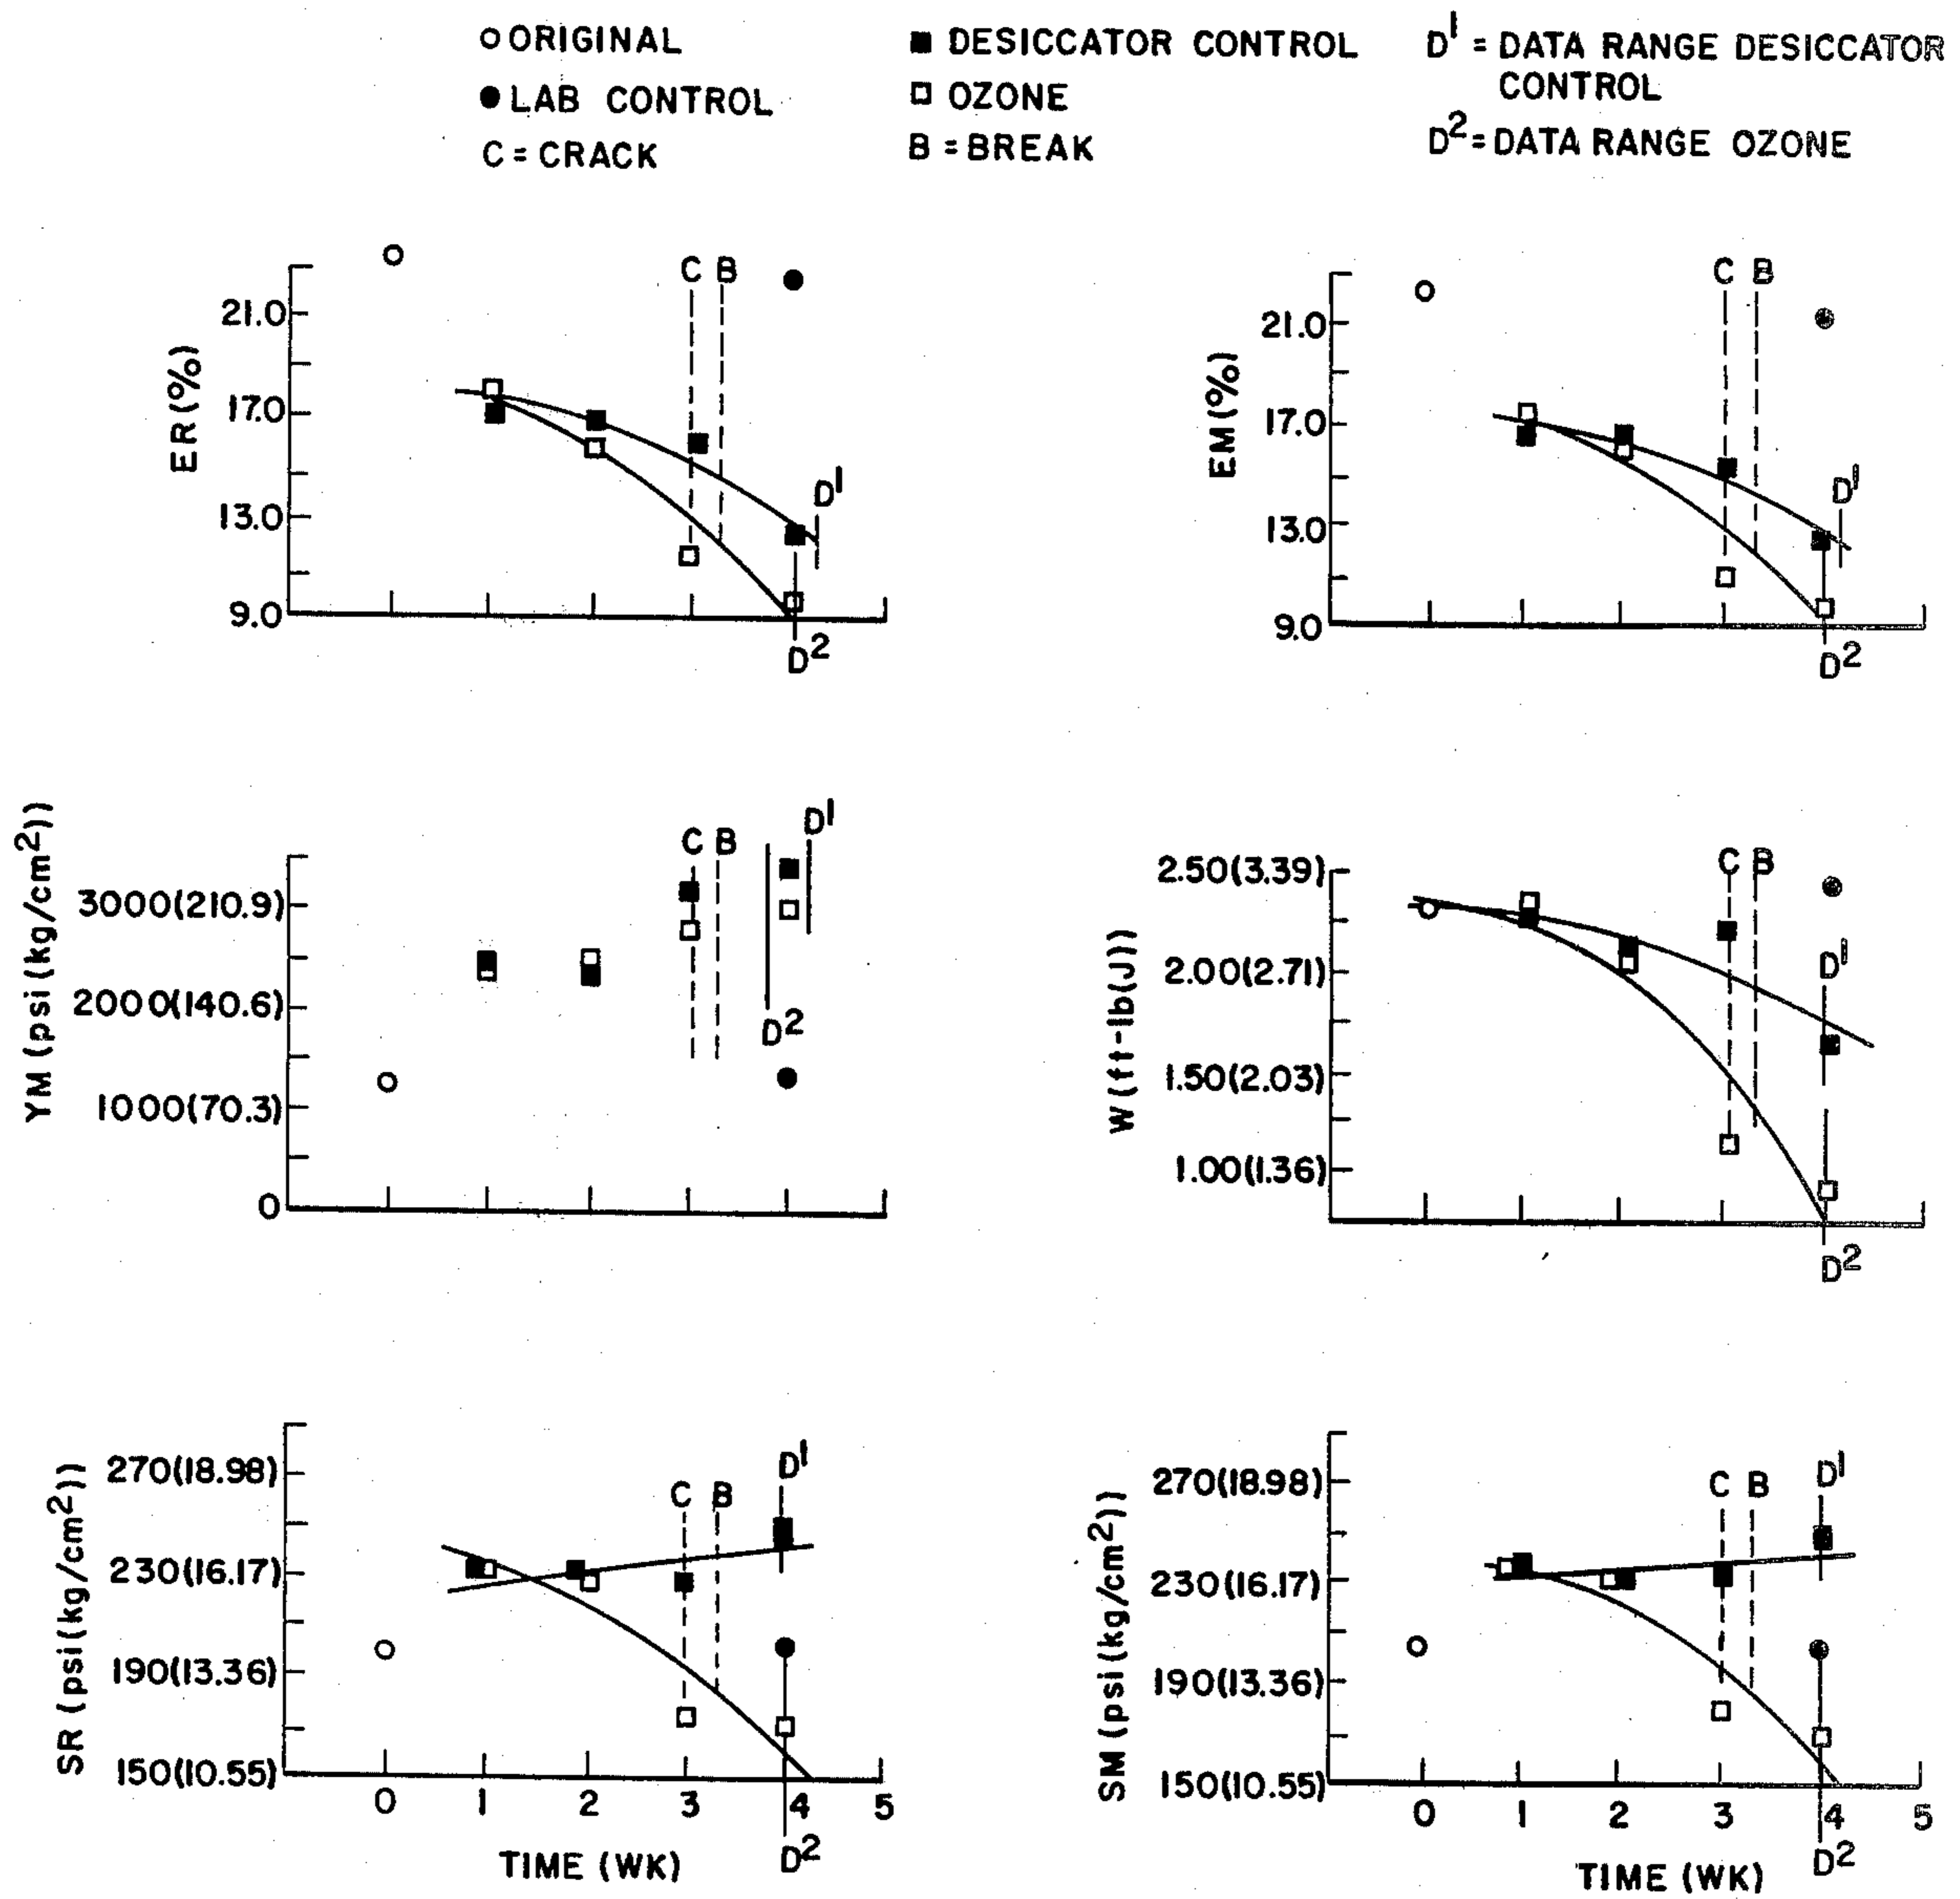 ○ ORIGINAL
● LAB CONTROL
C = CRACK
■ DESICCATOR CONTROL
□ OZONE
B = BREAK
D¹ = DATA RANGE DESICCATOR
CONTROL
D² = DATA RANGE OZONE
ER (%)
21.0
17.0
13.0
9.0
C B
D¹
D²
EM (%)
21.0
17.0
13.0
9.0
C B
D¹
D²
YM (psi(kg/cm²))
3000(210.9)
2000(140.6)
1000(70.3)
0
C B
D¹
D²
W(ft-lb(J))
2.50(3.39)
2.00(2.71)
1.50(2.03)
1.00(1.36)
C B
D¹
D²
SR (psi(kg/cm²))
270(18.98)
230(16.17)
190(13.36)
150(10.55)
C B
D¹
0 1 2 3 4 5
TIME (WK)
D²
SM (psi(kg/cm²))
270(18.98)
230(16.17)
190(13.36)
150(10.55)
C B
D¹
0 1 2 3 4 5
TIME (WK)
D²